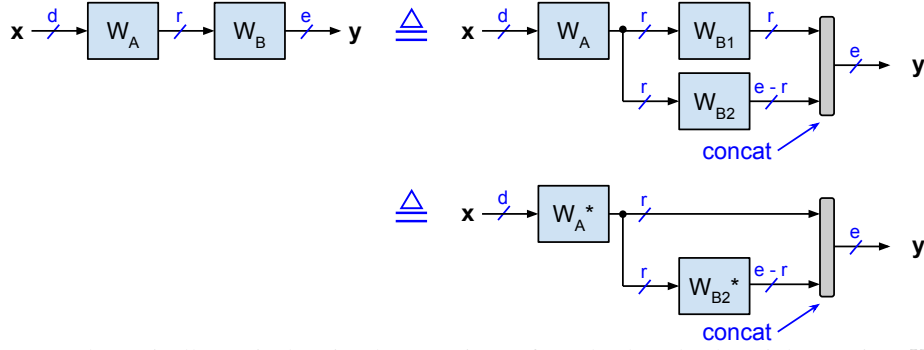 x d W_A r W_B e y ≜ x d W_A r W_B1 r e y
r W_B2 e - r
concat
≜ x d W_A* r e y
r W_B2* e - r
concat